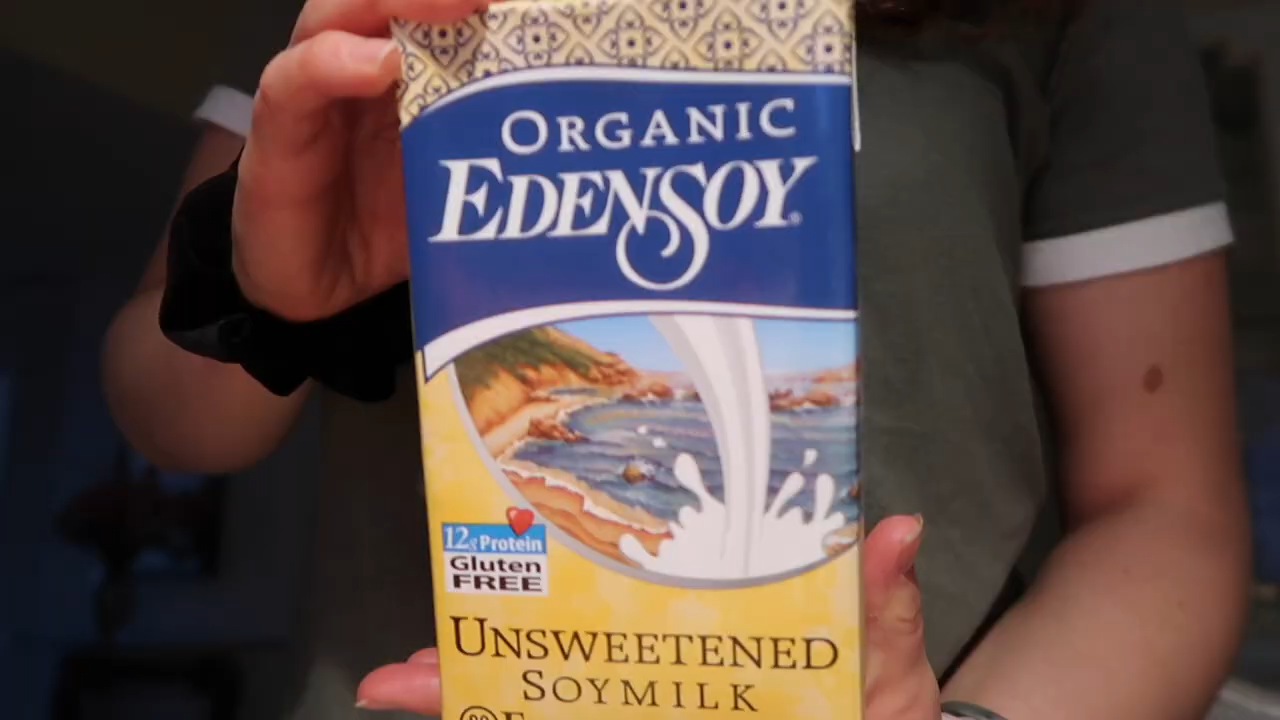 ORGANIC
EDENSOY®
12g Protein
Gluten
FREE
UNSWEETENED
SOYMILK